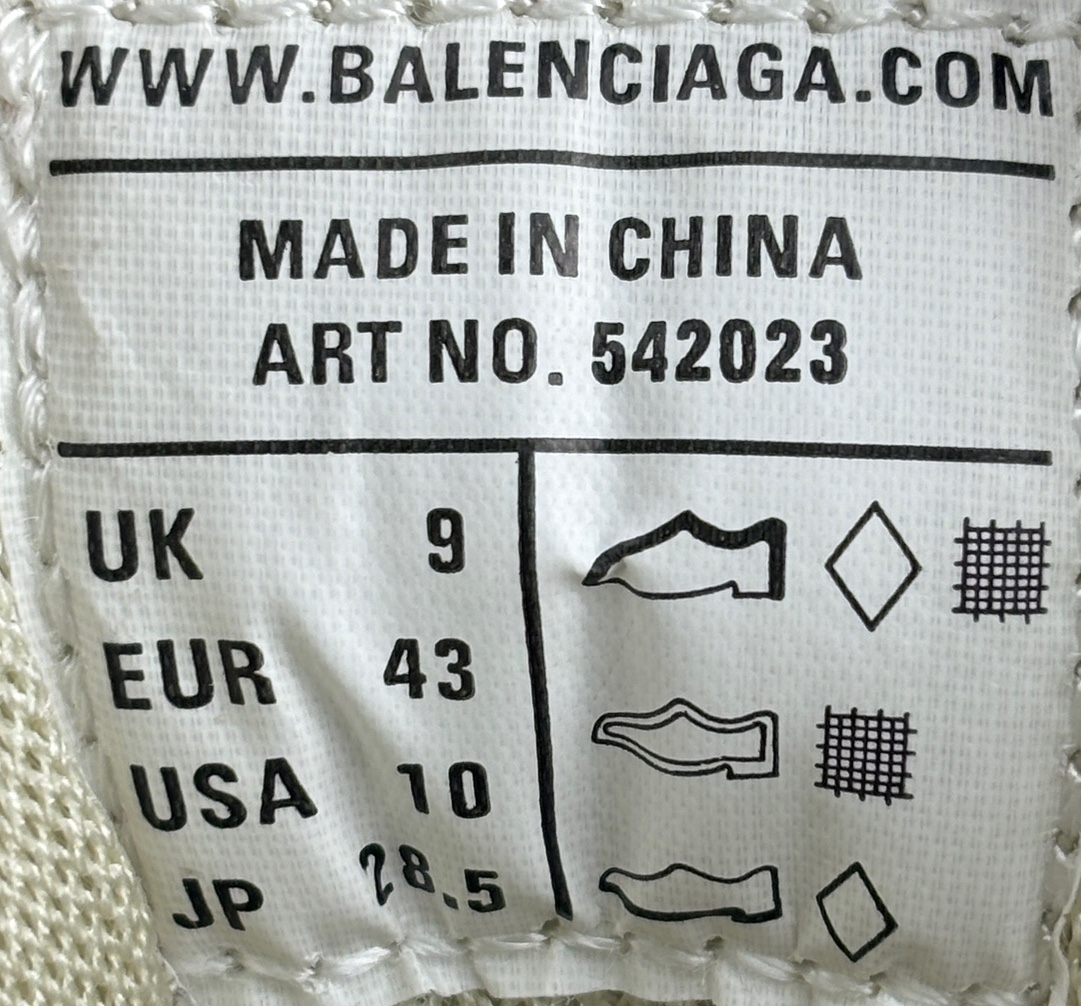 WWW.BALENCIAGA.COM
MADE IN CHINA
ART NO. 542023
UK 9
EUR 43
USA 10
JP 28.5